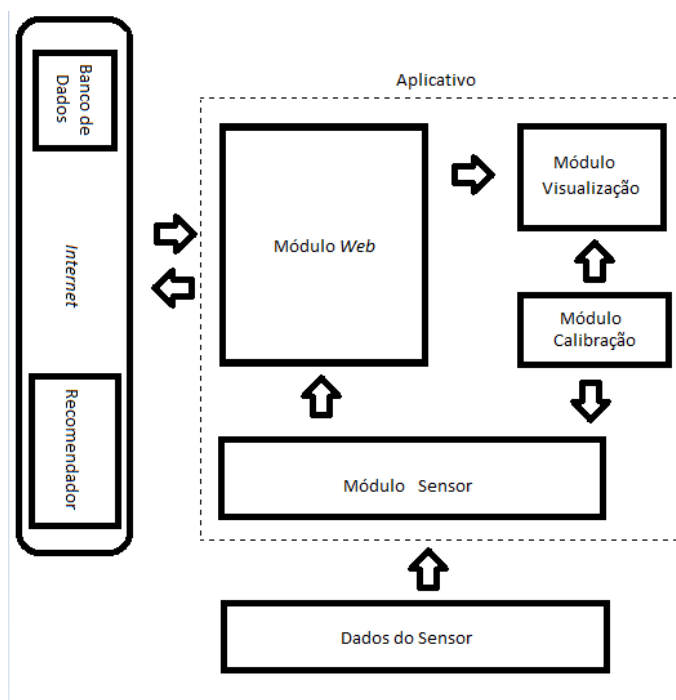 Banco de
Dados
Internet
Recomendador
Aplicativo
Módulo Web
Módulo
Visualização
Módulo
Calibração
Módulo Sensor
Dados do Sensor